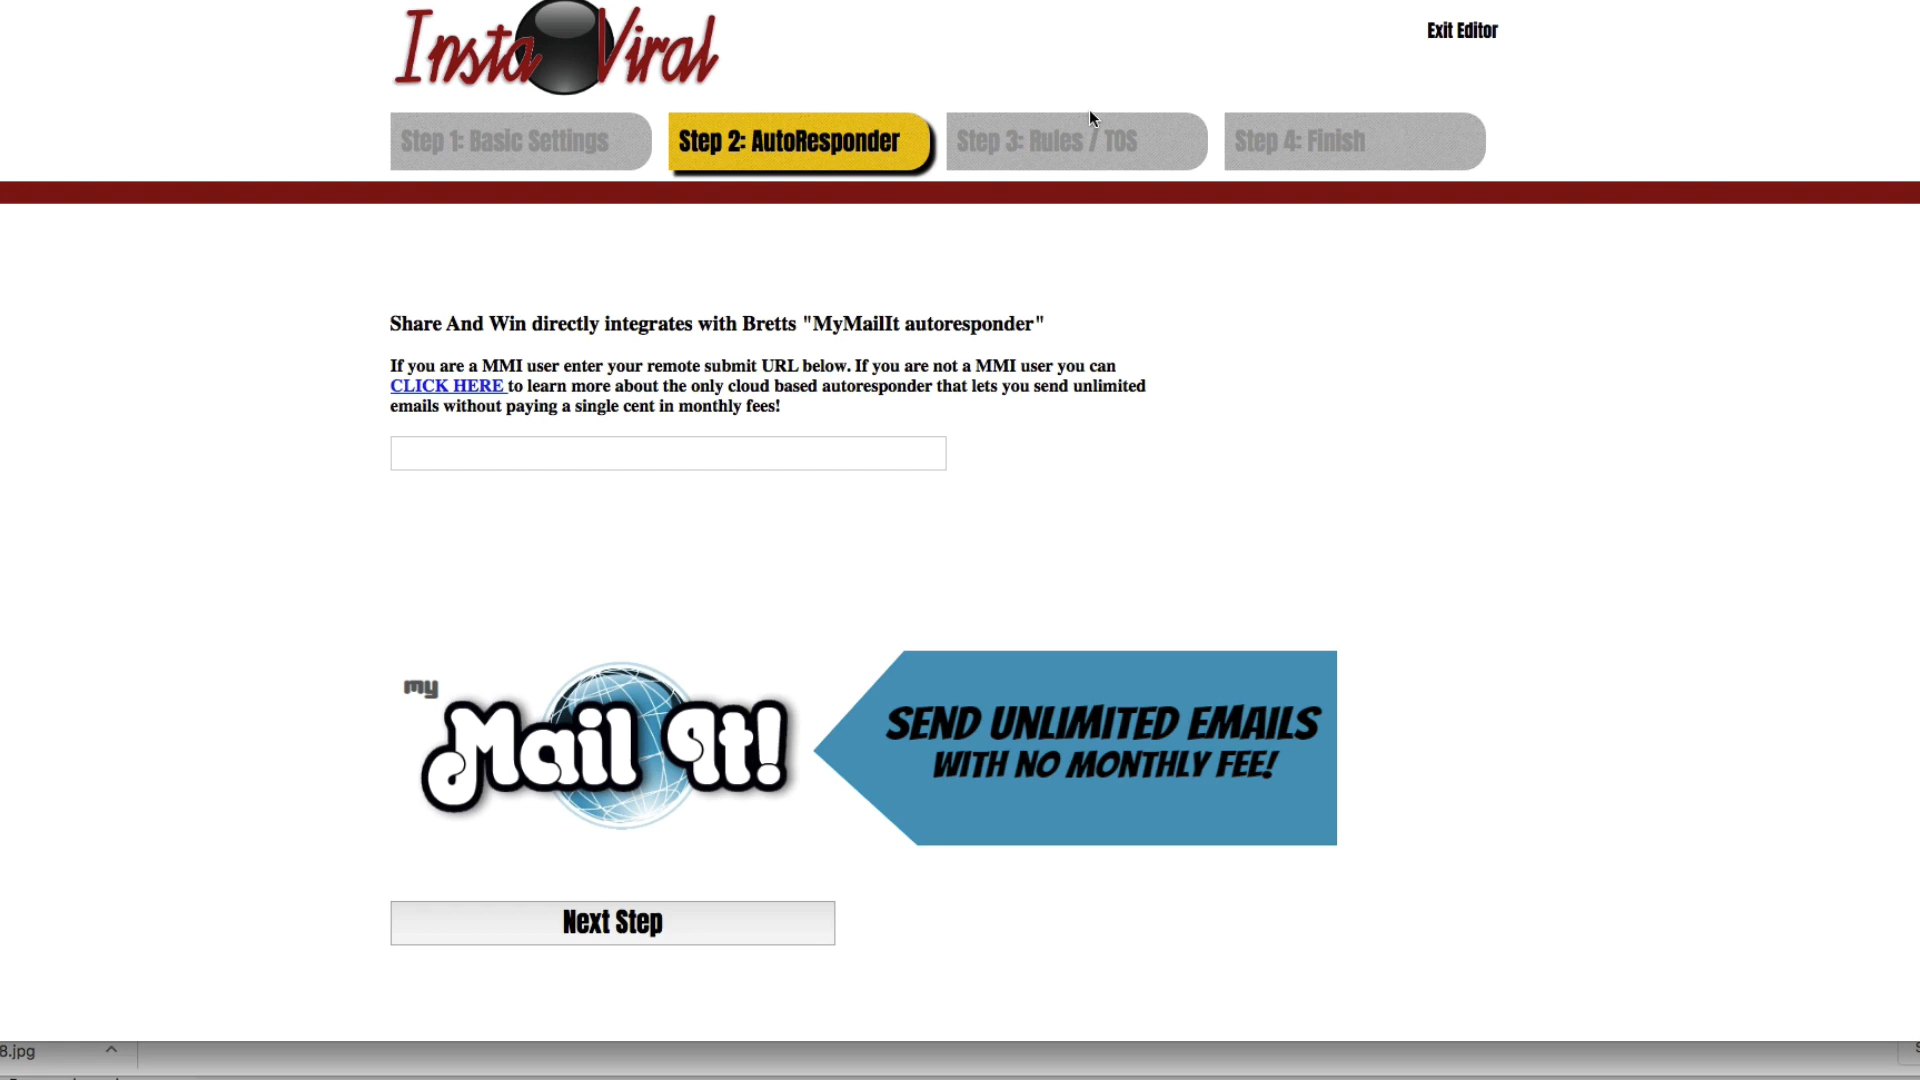 Insta Viral
Exit Editor
Step 1: Basic Settings
Step 2: AutoResponder
Step 3: Rules / TOS
Step 4: Finish
Share And Win directly integrates with Bretts "MyMailIt autoresponder"
If you are a MMI user enter your remote submit URL below. If you are not a MMI user you can
CLICK HERE to learn more about the only cloud based autoresponder that lets you send unlimited
emails without paying a single cent in monthly fees!
my
Mail It!
SEND UNLIMITED EMAILS
WITH NO MONTHLY FEE!
Next Step
8.jpg